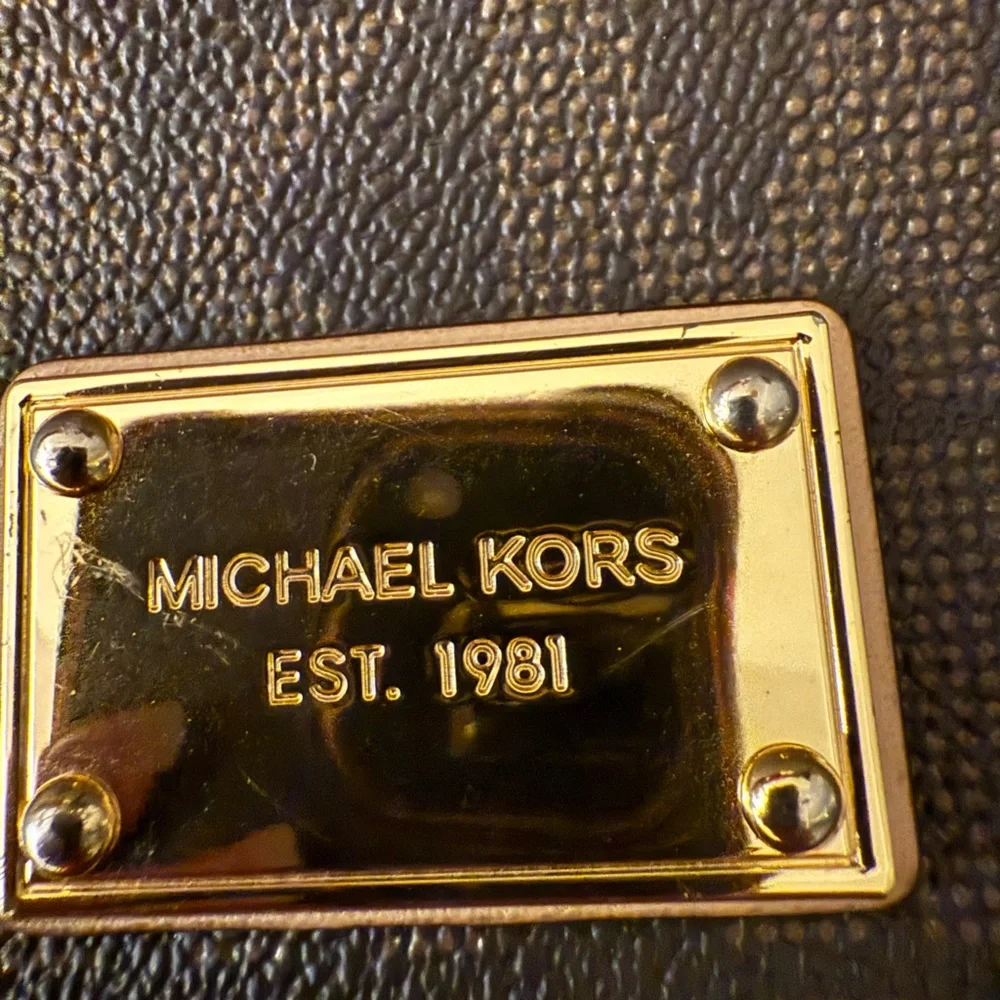 MICHAEL KORS
EST. 1981